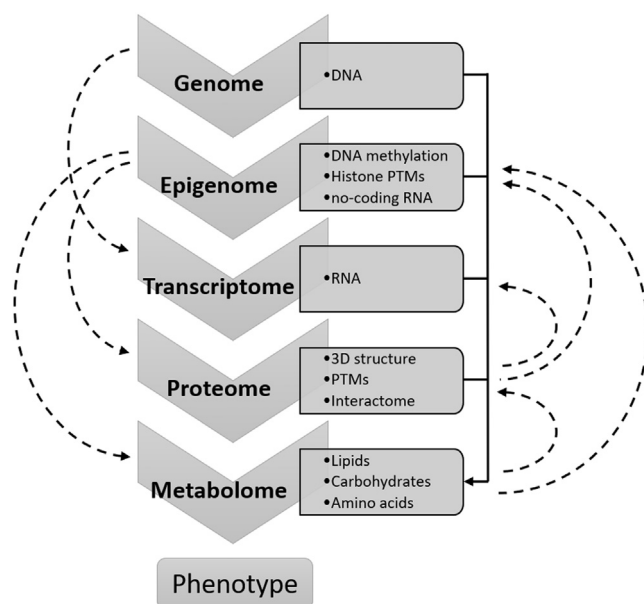 Genome
•DNA
Epigenome
•DNA methylation
•Histone PTMs
•no-coding RNA
Transcriptome
•RNA
Proteome
•3D structure
•PTMs
•Interactome
Metabolome
•Lipids
•Carbohydrates
•Amino acids
Phenotype